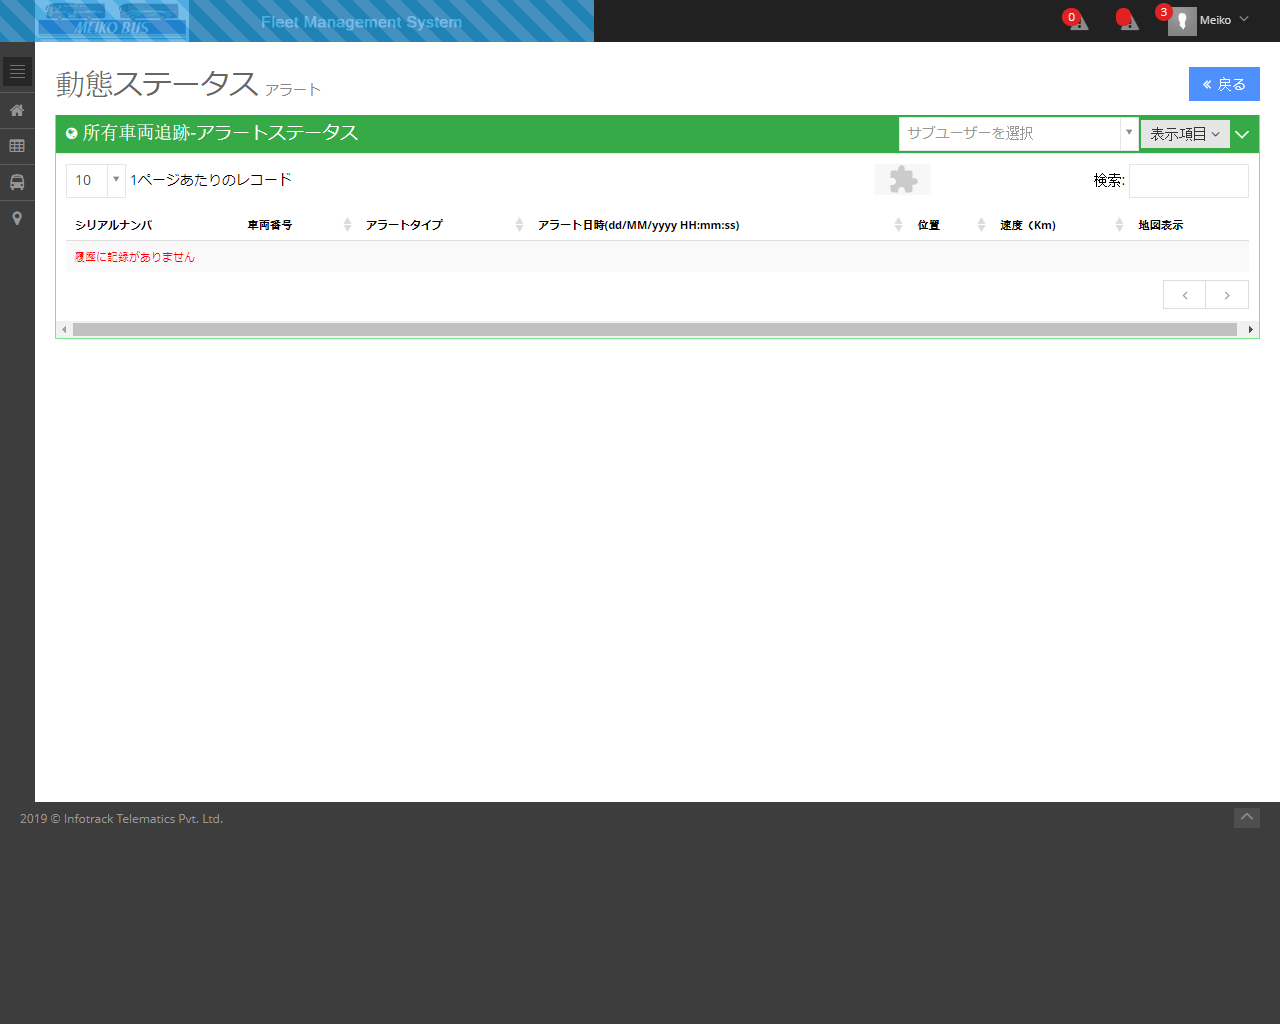 MEIKO BUS
Fleet Management System
0
3
Meiko
動態ステータス アラート
戻る
所有車両追跡-アラートステータス
サブユーザーを選択
表示項目
10
1ページあたりのレコード
検索:
シリアルナンバ
車両番号
アラートタイプ
アラート日時(dd/MM/yyyy HH:mm:ss)
位置
速度（Km)
地図表示
履歴に記録がありません
2019 © Infotrack Telematics Pvt. Ltd.